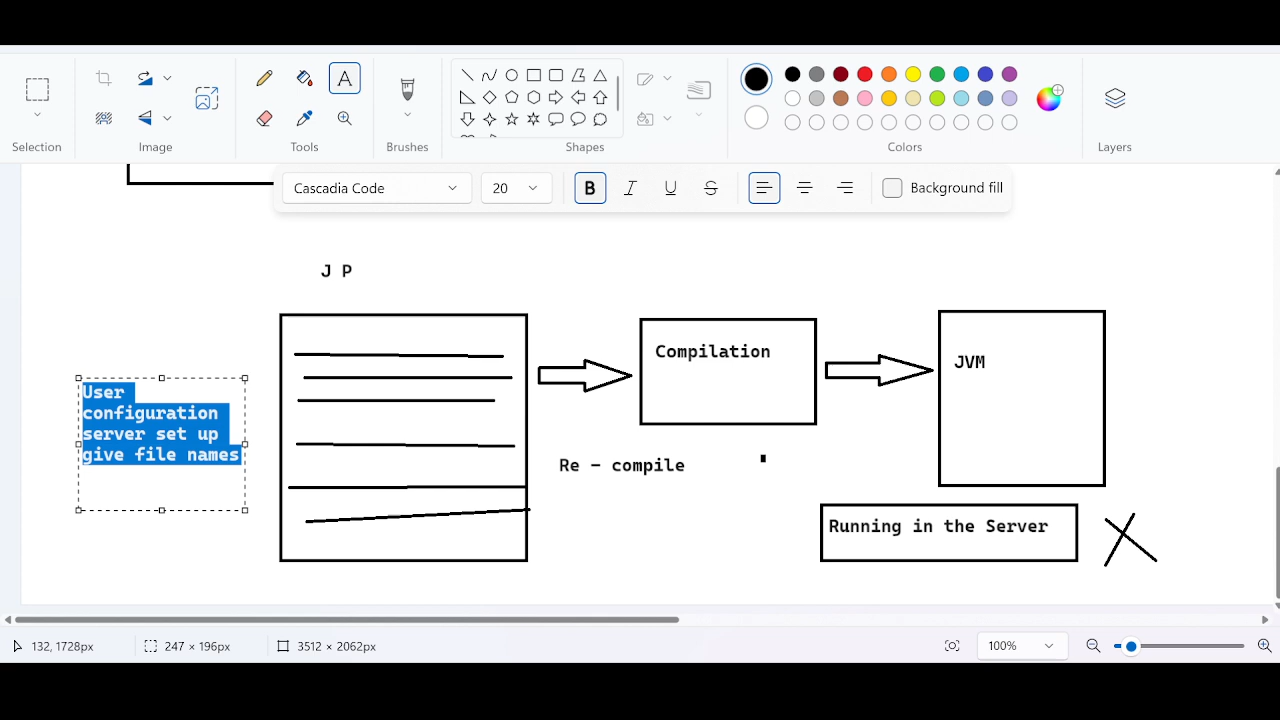 Selection
Image
Tools
Brushes
Shapes
Colors
Layers
A
Cascadia Code
20
B
I
U
S
Background fill
J P
User
configuration
server set up
give file names
Compilation
JVM
Re - compile
Running in the Server
132, 1728px
247 × 196px
3512 × 2062px
100%